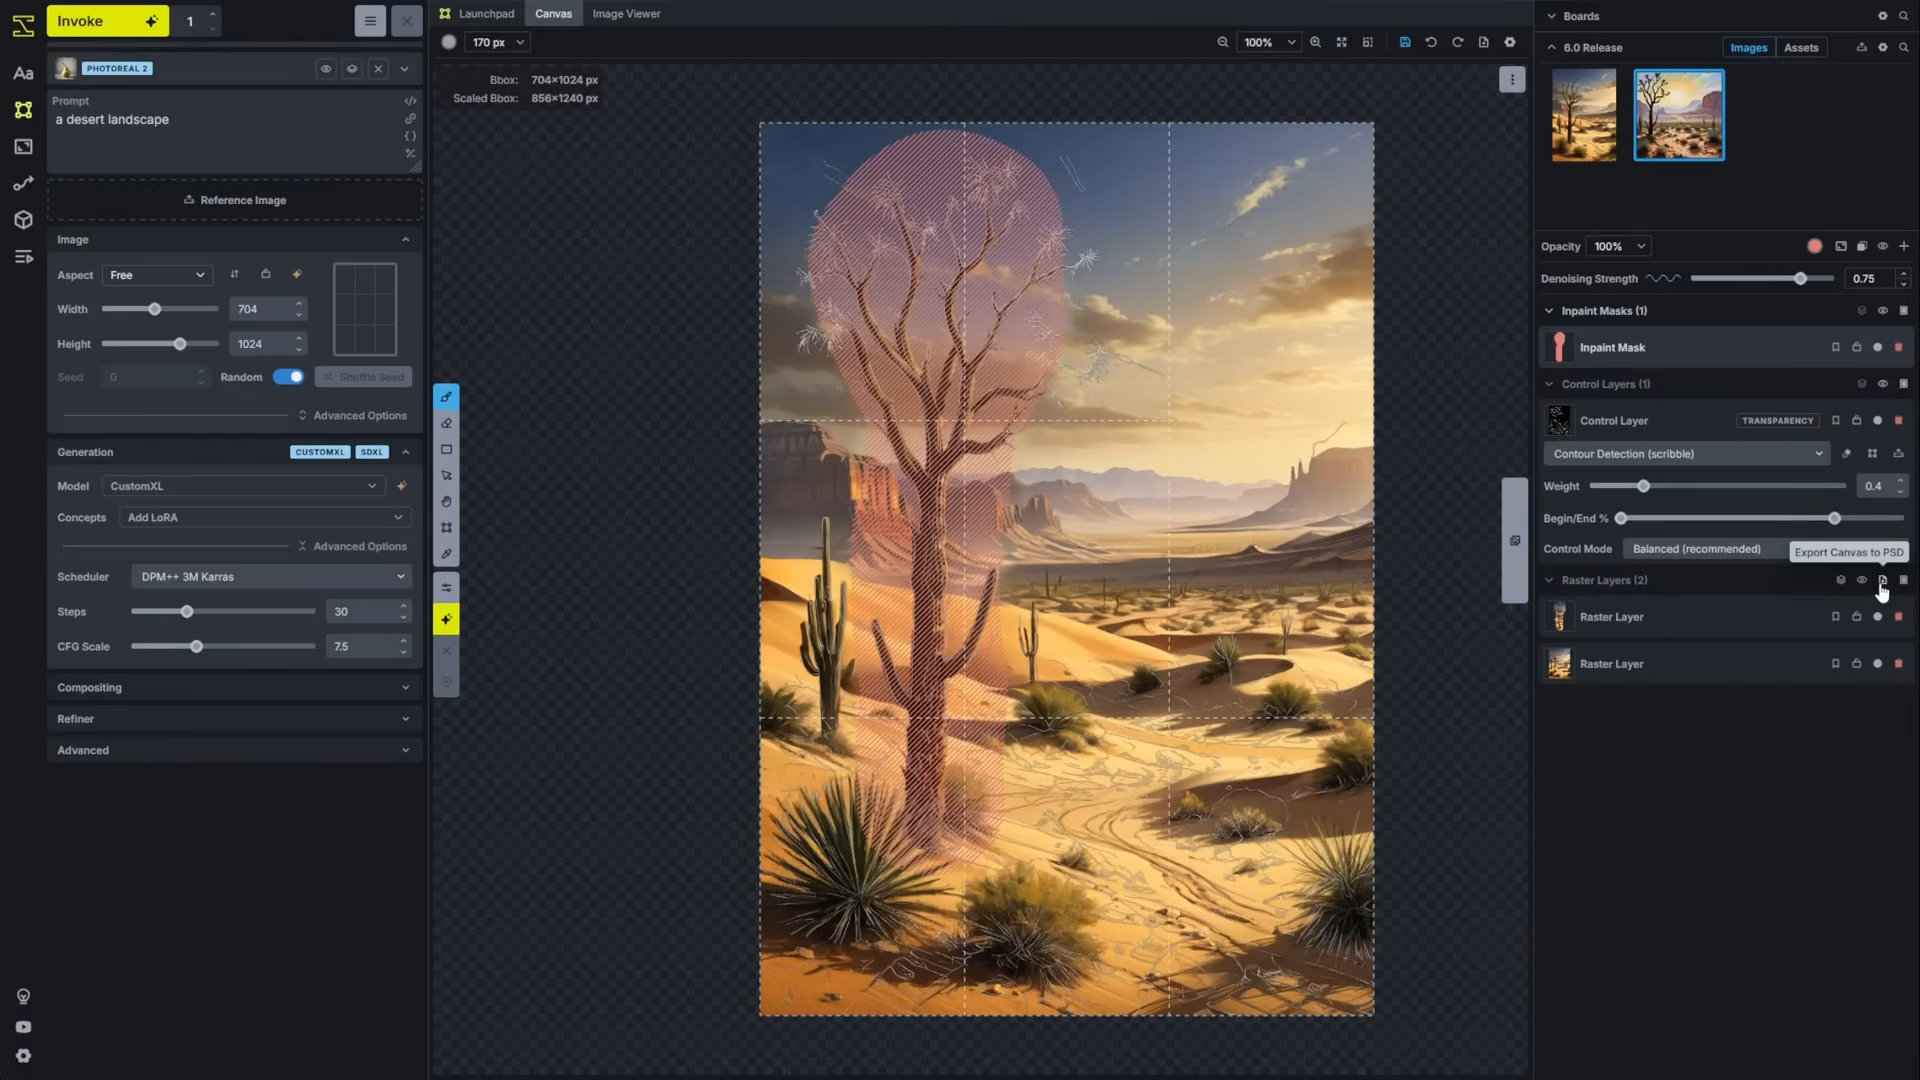 Invoke
1
Launchpad
Canvas
Image Viewer
Boards
170 px
100%
6.0 Release
Images
Assets
PHOTOREAL 2
Bbox: 704×1024 px
Scaled Bbox: 856×1240 px
Prompt
a desert landscape
Reference Image
Image
Aspect
Free
Width
704
Height
1024
Seed
0
Random
Shuffle Seed
Advanced Options
Generation
CUSTOMXL
SDXL
Model
CustomXL
Concepts
Add LoRA
Advanced Options
Scheduler
DPM++ 3M Karras
Steps
30
CFG Scale
7.5
Compositing
Refiner
Advanced
Opacity
100%
Denoising Strength
0.75
Inpaint Masks (1)
Inpaint Mask
Control Layers (1)
Control Layer
TRANSPARENCY
Contour Detection (scribble)
Weight
0.4
Begin/End %
Control Mode
Balanced (recommended)
Export Canvas to PSD
Raster Layers (2)
Raster Layer
Raster Layer